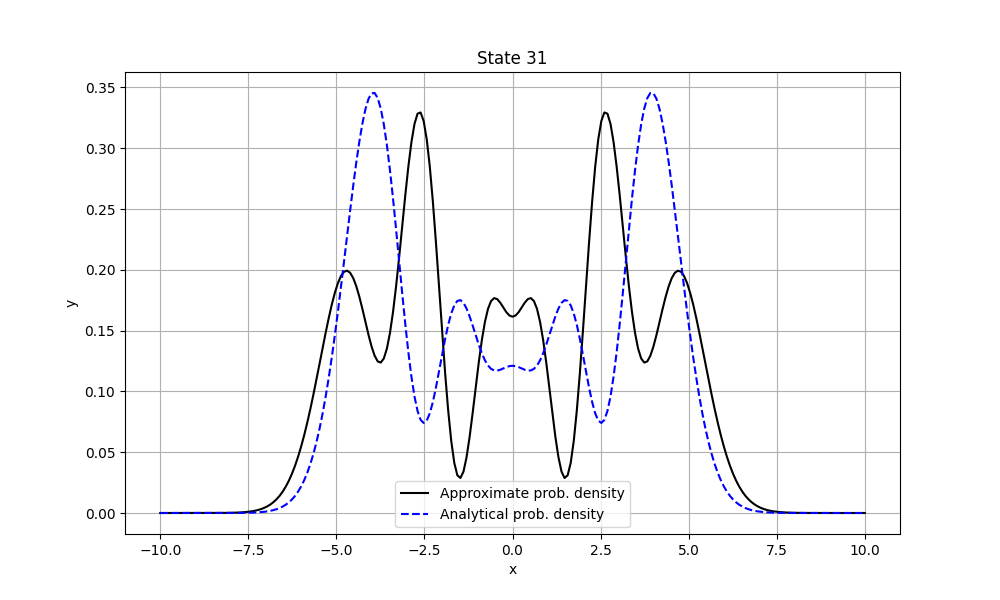 State 31
y
0.35
0.30
0.25
0.20
0.15
0.10
0.05
0.00
Approximate prob. density
Analytical prob. density
−10.0 −7.5 −5.0 −2.5 0.0 2.5 5.0 7.5 10.0
x